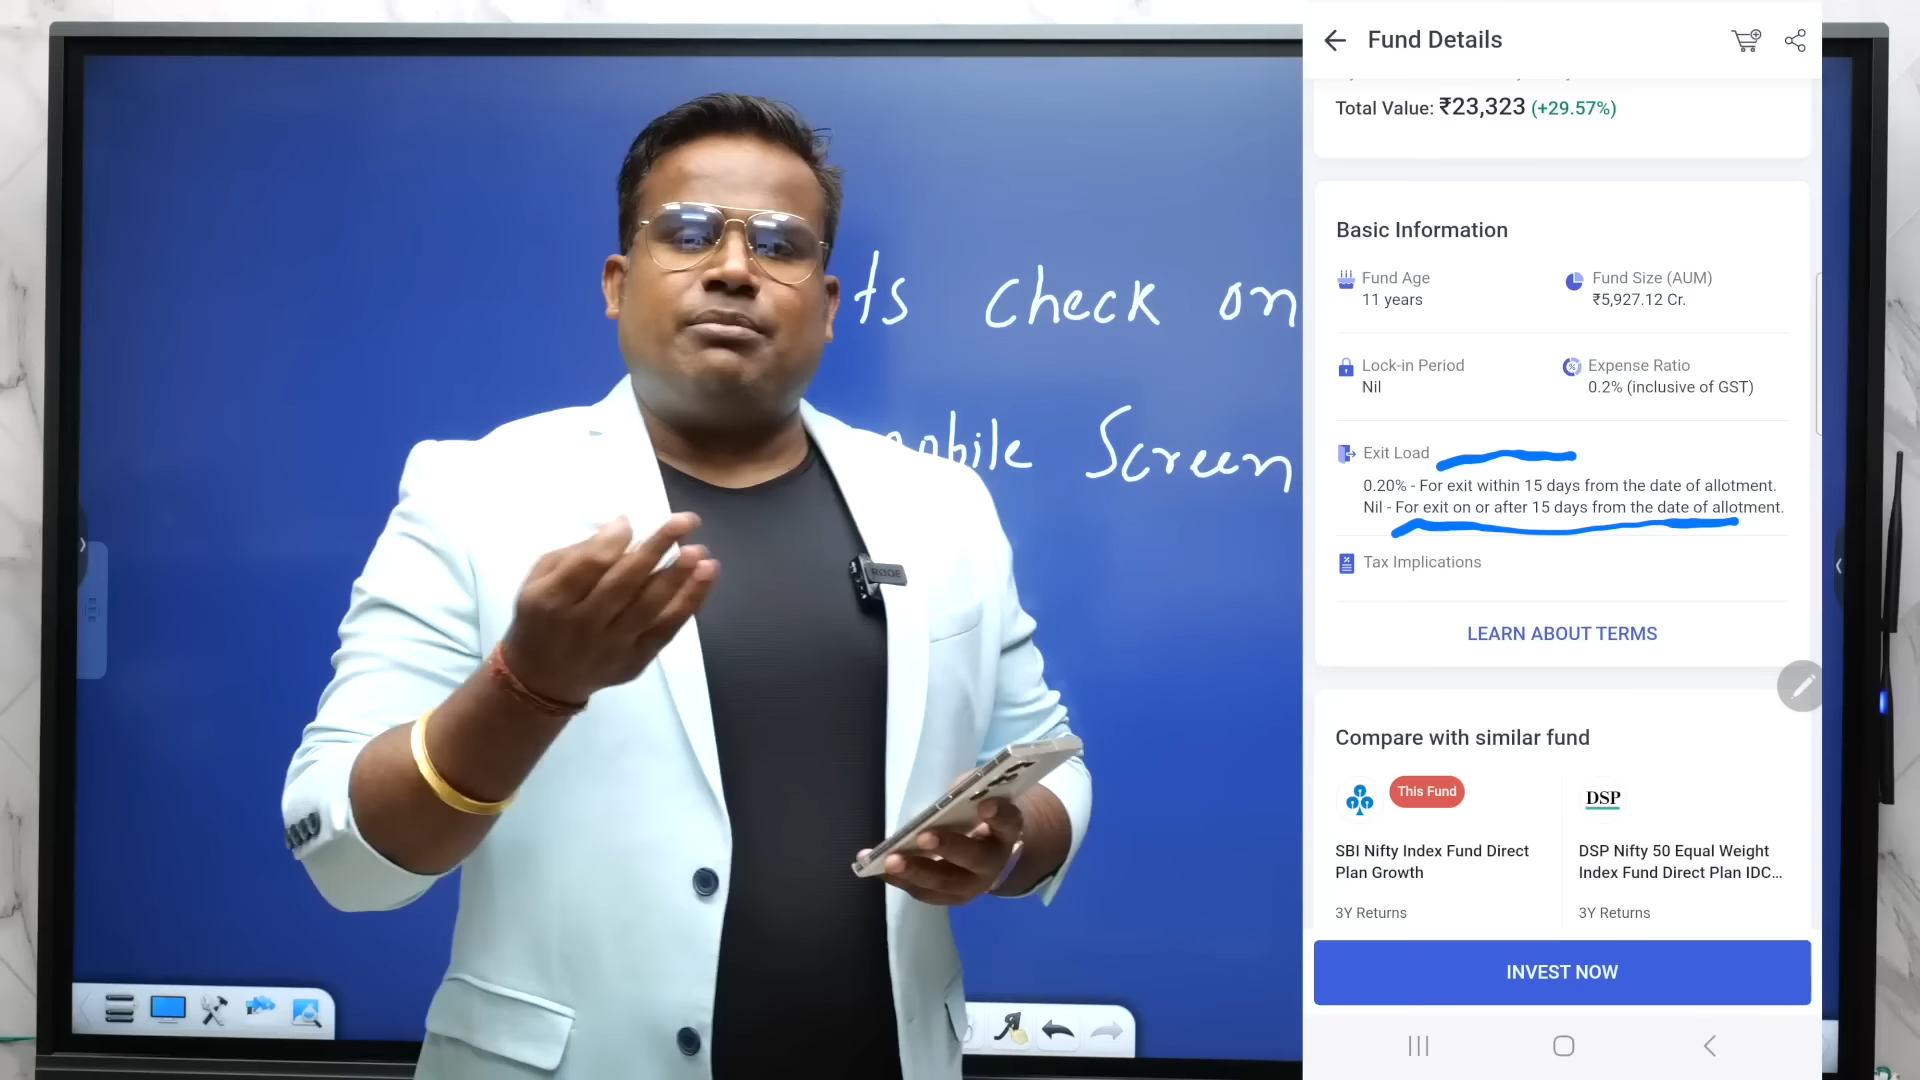 ts check on
mobile Screen
RØDE
Fund Details
Total Value: ₹23,323 (+29.57%)
Basic Information
Fund Age
11 years
Fund Size (AUM)
₹5,927.12 Cr.
Lock-in Period
Nil
Expense Ratio
0.2% (inclusive of GST)
Exit Load
0.20% - For exit within 15 days from the date of allotment.
Nil - For exit on or after 15 days from the date of allotment.
Tax Implications
LEARN ABOUT TERMS
Compare with similar fund
This Fund
SBI Nifty Index Fund Direct
Plan Growth
3Y Returns
DSP
DSP Nifty 50 Equal Weight
Index Fund Direct Plan IDC...
3Y Returns
INVEST NOW